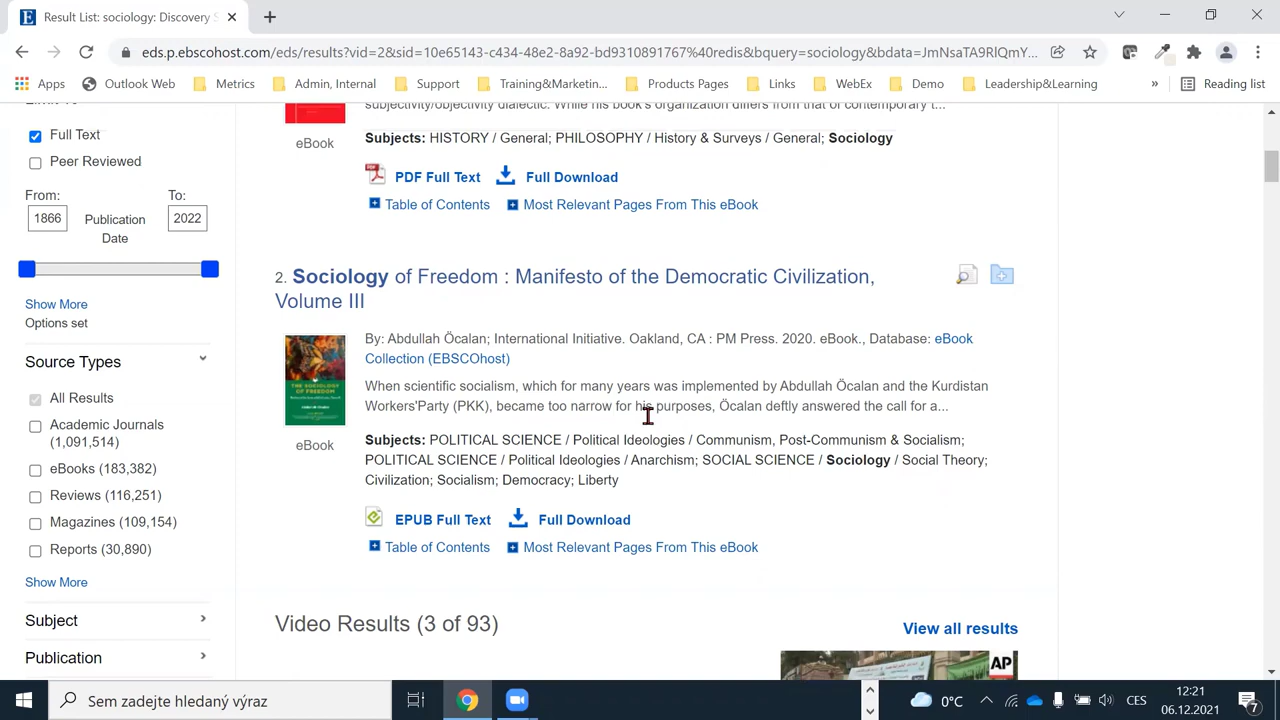 Result List: sociology: Discovery S
eds.p.ebscohost.com/eds/results?vid=2&sid=10e65143-c434-48e2-8a92-bd9310891767%40redis&bquery=sociology&bdata=JmNsaTA9RlQmY...
Apps Outlook Web Metrics Admin, Internal Support Training&Marketin... Product Pages Links WebEx Demo Leadership&Learning » Reading list
subjectivity/objectivity dialectic. While his book's organization differs from that of contemporary t...
Full Text
eBook
Subjects: HISTORY / General; PHILOSOPHY / History & Surveys / General; Sociology
Peer Reviewed
PDF Full Text Full Download
From: To:
Table of Contents Most Relevant Pages From This eBook
1866 Publication Date 2022
2. Sociology of Freedom : Manifesto of the Democratic Civilization,
Volume III
Show More
Options set
By: Abdullah Öcalan; International Initiative. Oakland, CA : PM Press. 2020. eBook., Database: eBook
Collection (EBSCOhost)
THE SOCIOLOGY
OF FREEDOM
Source Types
When scientific socialism, which for many years was implemented by Abdullah Öcalan and the Kurdistan
Workers'Party (PKK), became too narrow for his purposes, Öcalan deftly answered the call for a...
All Results
Academic Journals
(1,091,514)
eBook
Subjects: POLITICAL SCIENCE / Political Ideologies / Communism, Post-Communism & Socialism;
POLITICAL SCIENCE / Political Ideologies / Anarchism; SOCIAL SCIENCE / Sociology / Social Theory;
Civilization; Socialism; Democracy; Liberty
eBooks (183,382)
Reviews (116,251)
Magazines (109,154)
EPUB Full Text Full Download
Reports (30,890)
Table of Contents Most Relevant Pages From This eBook
Show More
Subject
Video Results (3 of 93)
View all results
Publication
AP
Sem zadejte hledaný výraz
0°C CES 12:21
06.12.2021
7